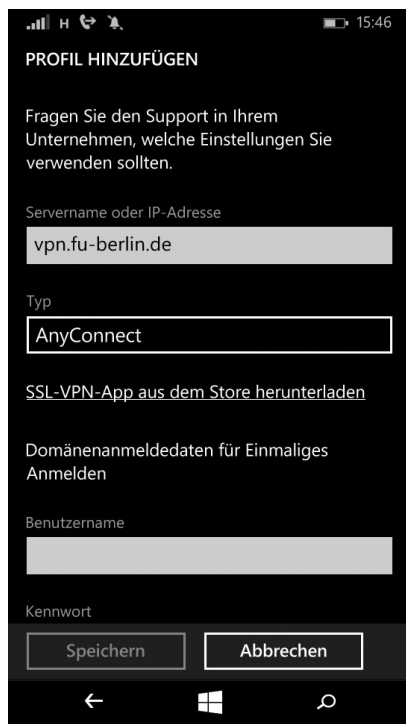 H 15:46
PROFIL HINZUFÜGEN
Fragen Sie den Support in Ihrem
Unternehmen, welche Einstellungen Sie
verwenden sollten.
Servername oder IP-Adresse
vpn.fu-berlin.de
Typ
AnyConnect
SSL-VPN-App aus dem Store herunterladen
Domänenanmeldedaten für Einmaliges
Anmelden
Benutzername
Kennwort
Speichern Abbrechen